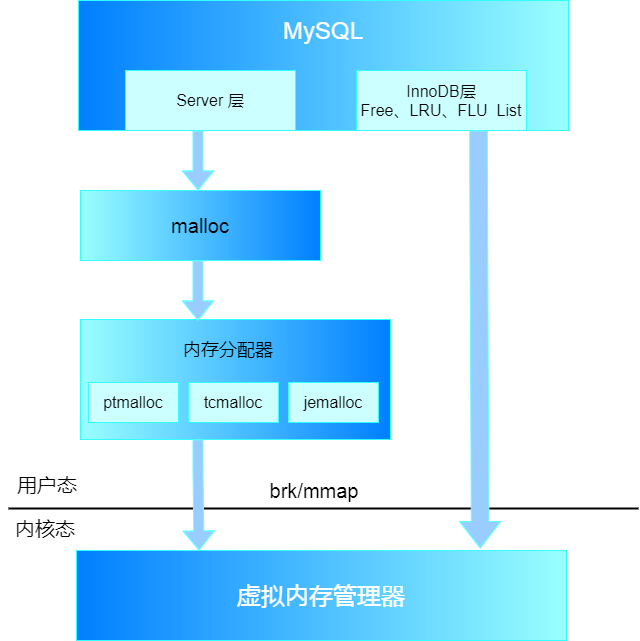 MySQL
Server 层
InnoDB层
Free、LRU、FLU List
malloc
内存分配器
ptmalloc
tcmalloc
jemalloc
用户态
brk/mmap
内核态
虚拟内存管理器